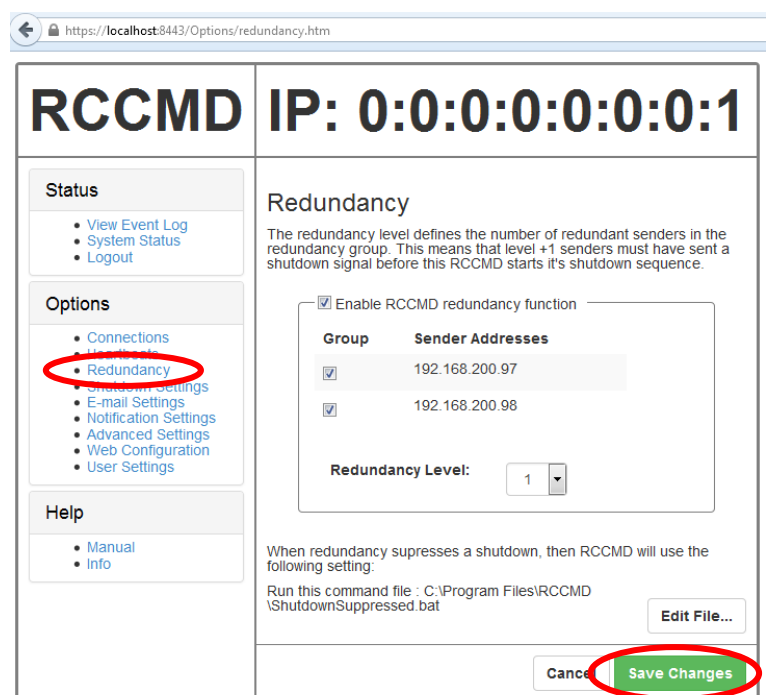 https://localhost:8443/Options/redundancy.htm
RCCMD
IP: 0:0:0:0:0:0:0:1
Status
View Event Log
System Status
Logout
Options
Connections
Heartbeats
Redundancy
Shutdown Settings
E-mail Settings
Notification Settings
Advanced Settings
Web Configuration
User Settings
Help
Manual
Info
Redundancy
The redundancy level defines the number of redundant senders in the
redundancy group. This means that level +1 senders must have sent a
shutdown signal before this RCCMD starts it's shutdown sequence.
Enable RCCMD redundancy function
Group Sender Addresses
192.168.200.97
192.168.200.98
Redundancy Level: 1
When redundancy supresses a shutdown, then RCCMD will use the
following setting:
Run this command file : C:\Program Files\RCCMD
\ShutdownSuppressed.bat
Edit File...
Cancel Save Changes